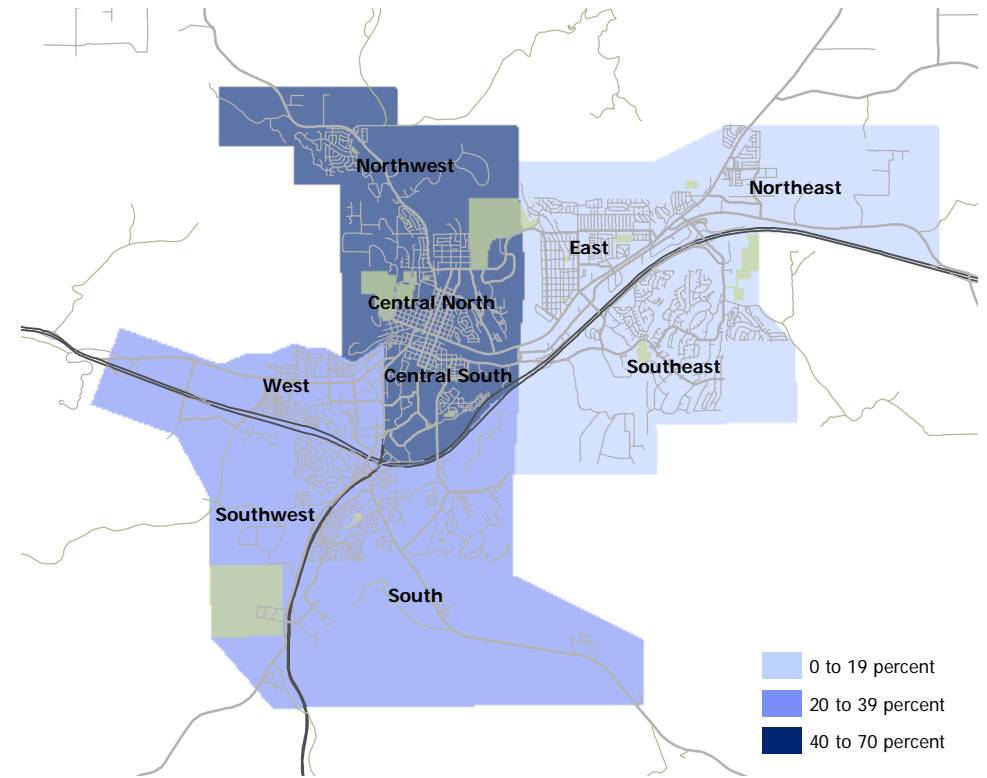 Northwest
Northeast
East
Central North
Southeast
Central South
West
Southwest
South
0 to 19 percent
20 to 39 percent
40 to 70 percent